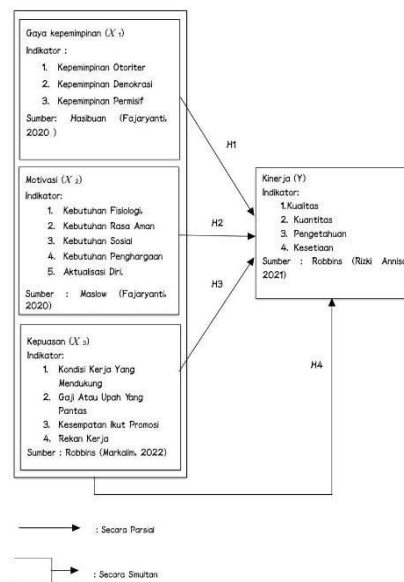 Gaya kepemimpinan (X 1)
Indikator :
1. Kepemimpinan Otoriter
2. Kepemimpinan Demokrasi
3. Kepemimpinan Permisif
Sumber: Hasibuan (Fajaryanti,
2020 )
H1
Motivasi (X 2)
Indikator:
1. Kebutuhan Fisiologi,
2. Kebutuhan Rasa Aman
3. Kebutuhan Sosial
4. Kebutuhan Penghargaan
5. Aktualisasi Diri.
Sumber : Maslow (Fajaryanti,
2020)
H2
H3
Kinerja (Y)
Indikator:
1.Kualitas
2. Kuantitas
3. Pengetahuan
4. Kesetiaan
Sumber : Robbins (Rizki Annisa
2021)
Kepuasan (X 3)
Indikator:
1. Kondisi Kerja Yang
Mendukung
2. Gaji Atau Upah Yang
Pantas
3. Kesempatan Ikut Promosi
4. Rekan Kerja
Sumber : Robbins (Markalim, 2022)
H4
: Secara Parsial
: Secara Simultan